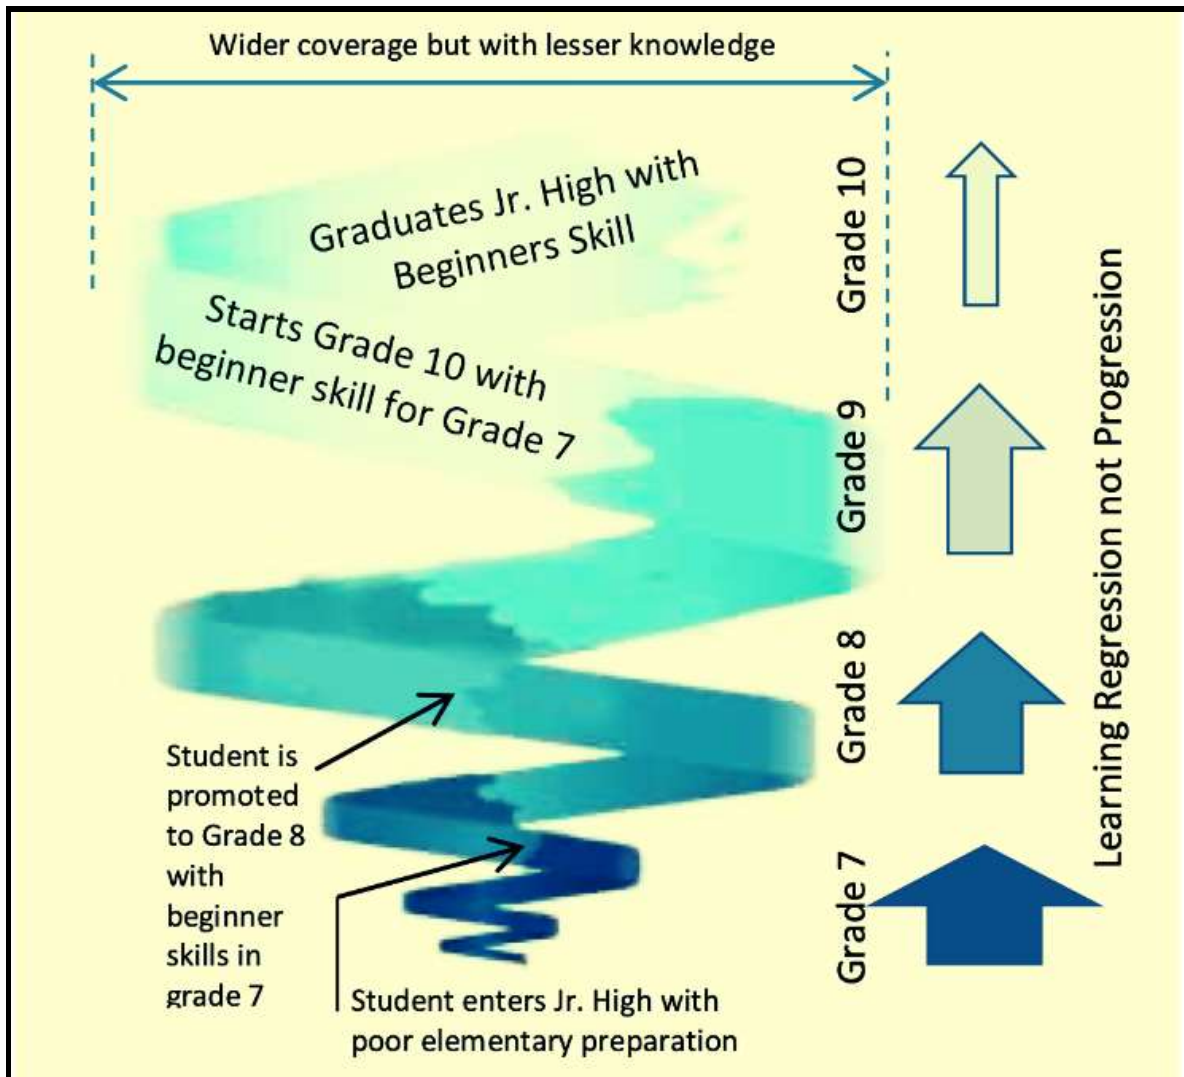 Wider coverage but with lesser knowledge
Graduates Jr. High with
Beginners Skill
Starts Grade 10 with
beginner skill for Grade 7
Grade 10
Grade 9
Grade 8
Grade 7
Learning Regression not Progression
Student is
promoted
to Grade 8
with
beginner
skills in
grade 7
Student enters Jr. High with
poor elementary preparation